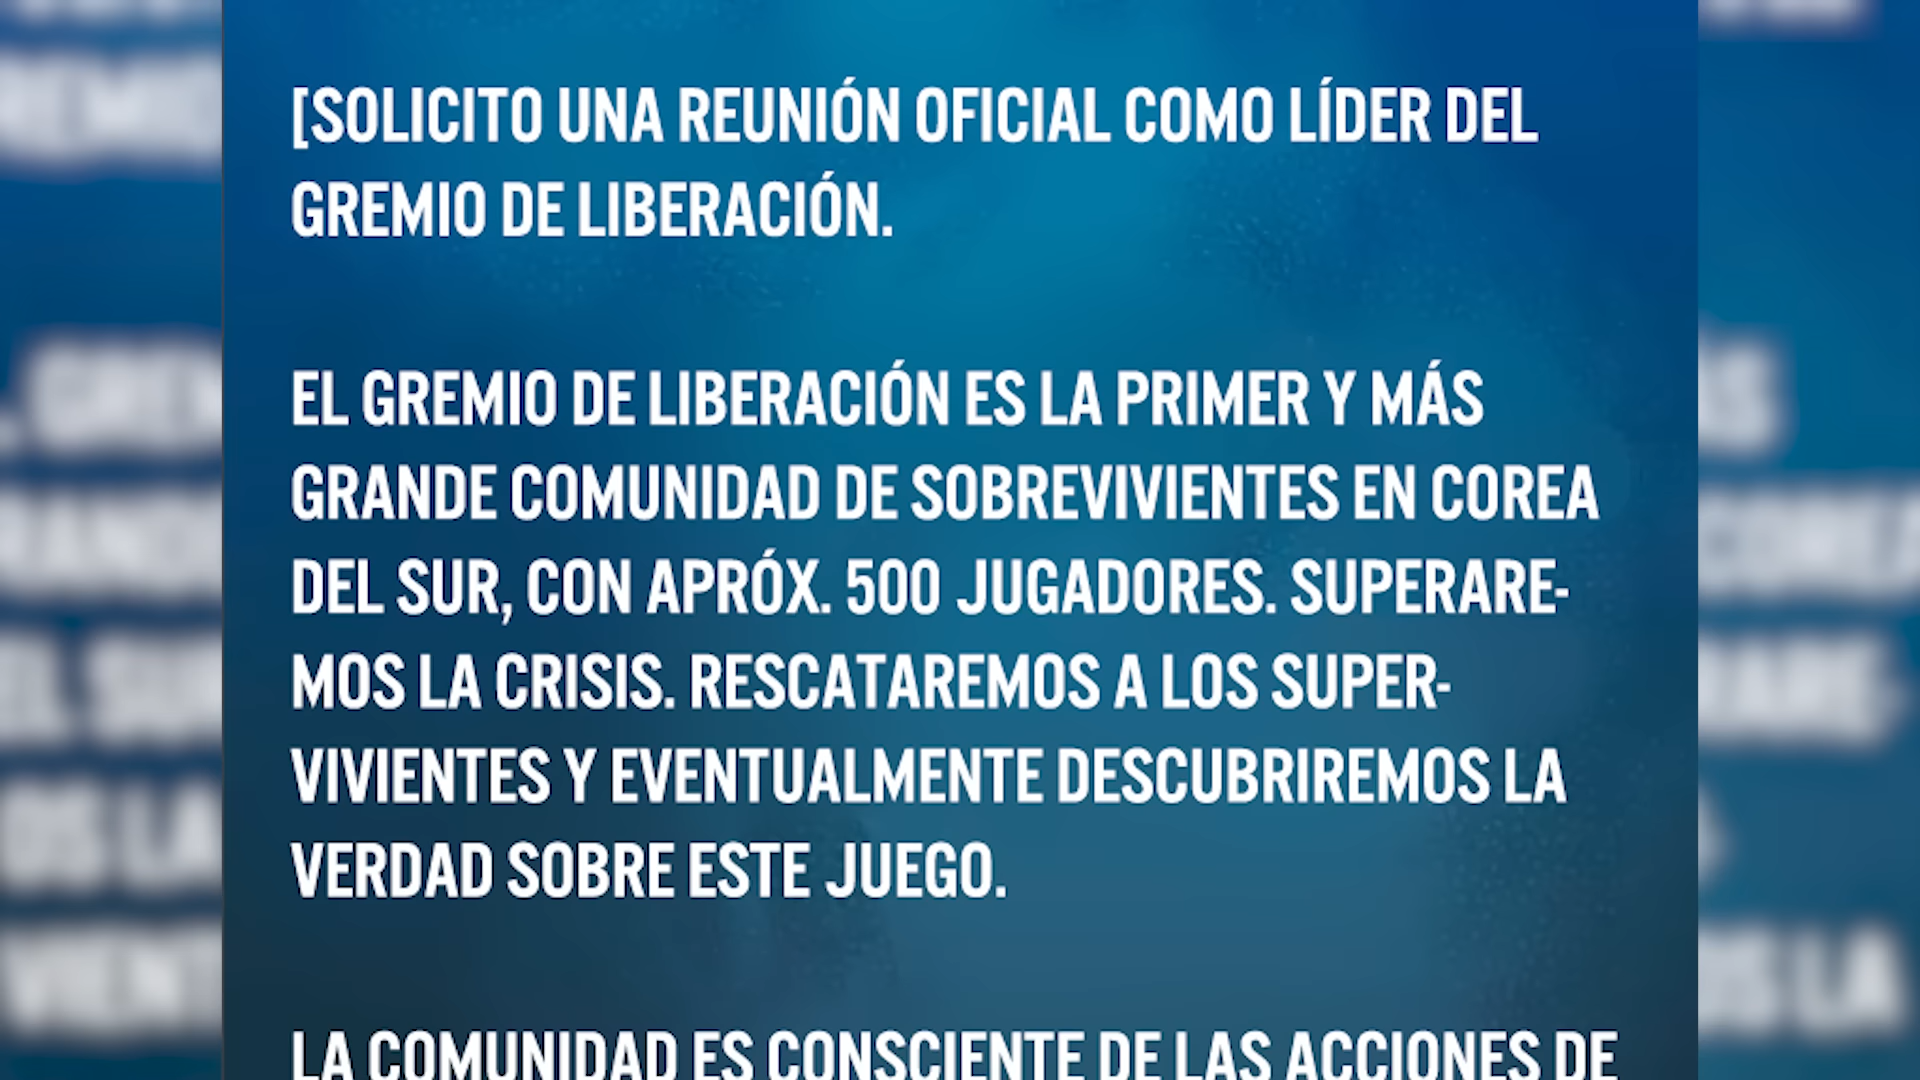 [SOLICITO UNA REUNIÓN OFICIAL COMO LÍDER DEL
GREMIO DE LIBERACIÓN.
EL GREMIO DE LIBERACIÓN ES LA PRIMER Y MÁS
GRANDE COMUNIDAD DE SOBREVIVIENTES EN COREA
DEL SUR, CON APRÓX. 500 JUGADORES. SUPERARE-
MOS LA CRISIS. RESCATAREMOS A LOS SUPER-
VIVIENTES Y EVENTUALMENTE DESCUBRIREMOS LA
VERDAD SOBRE ESTE JUEGO.
LA COMUNIDAD ES CONSCIENTE DE LAS ACCIONES DE